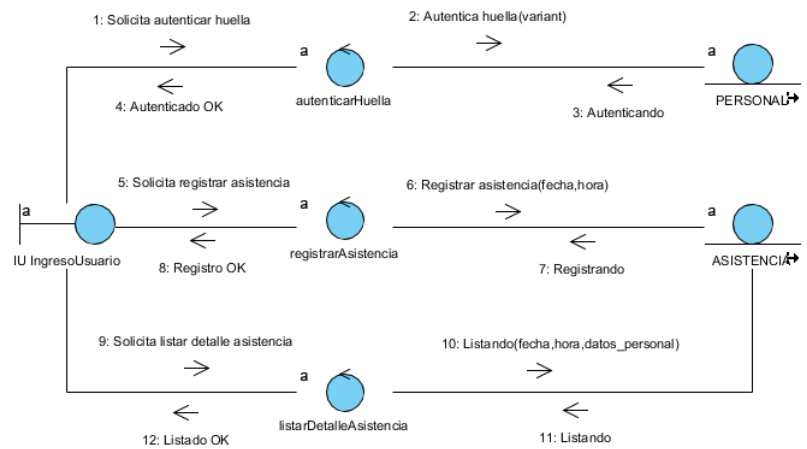 1: Solicita autenticar huella
2: Autentica huella(variant)
a
a
autenticarHuella
PERSONAL
4: Autenticado OK
3: Autenticando
5: Solicita registrar asistencia
6: Registrar asistencia(fecha,hora)
a
a
a
IU IngresoUsuario
registrarAsistencia
ASISTENCIA
8: Registro OK
7: Registrando
9: Solicita listar detalle asistencia
10: Listando(fecha,hora,datos_personal)
a
listarDetalleAsistencia
12: Listado OK
11: Listando